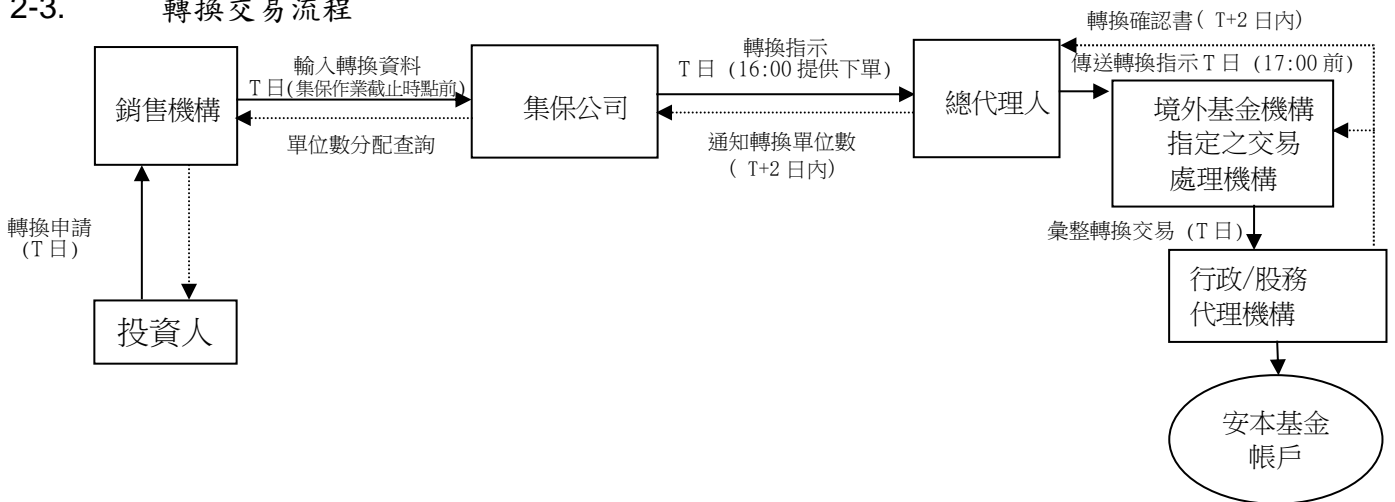 2-3. 轉換交易流程
轉換確認書( T+2 日內)
輸入轉換資料
T 日(集保作業截止時點前)
轉換指示
T 日 (16:00 提供下單)
傳送轉換指示 T 日 (17:00 前)
銷售機構
集保公司
總代理人
境外基金機構
指定之交易
處理機構
單位數分配查詢
通知轉換單位數
( T+2 日內)
轉換申請
(T 日)
彙整轉換交易 (T 日)
投資人
行政/股務
代理機構
安本基金
帳戶